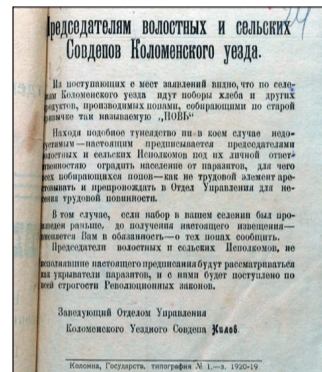 24
Председателям волостных и сельских
Совдепов Коломенского уезда.
Из поступающих с мест заявлений видно, что по селе-
ниям Коломенского уезда идут поборы хлеба и других
продуктов, производимых попами, собирающими по старой
привычке так называемую „НОВЬ“
Находя подобное тунеядство ни в коем случае недо-
пустимым—настоящим предписывается председателями
волостных и сельских Исполкомов под их личной ответ-
ственностию оградить население от паразитов, для чего
всех побирающихся попов—как не трудовой элемент аре-
стовывать и препровождать в Отдел Управления для не-
сения трудовой повинности.
В том случае, если набор в вашем селении был про-
изведен раньше, до получения настоящего извещения—
вменяется Вам в обязанность—о тех попах сообщить.
Председатели волостных и сельских Исполкомов, не
исполнявшие настоящего предписания будут рассматриваться
как укрыватели паразитов, и с ними будет поступлено по
всей строгости Революционных законов.
Заведующий Отделом Управления
Коломенского Уездного Совдепа Килов.
Коломна, Государств. типография № 1,—з. 1920-19